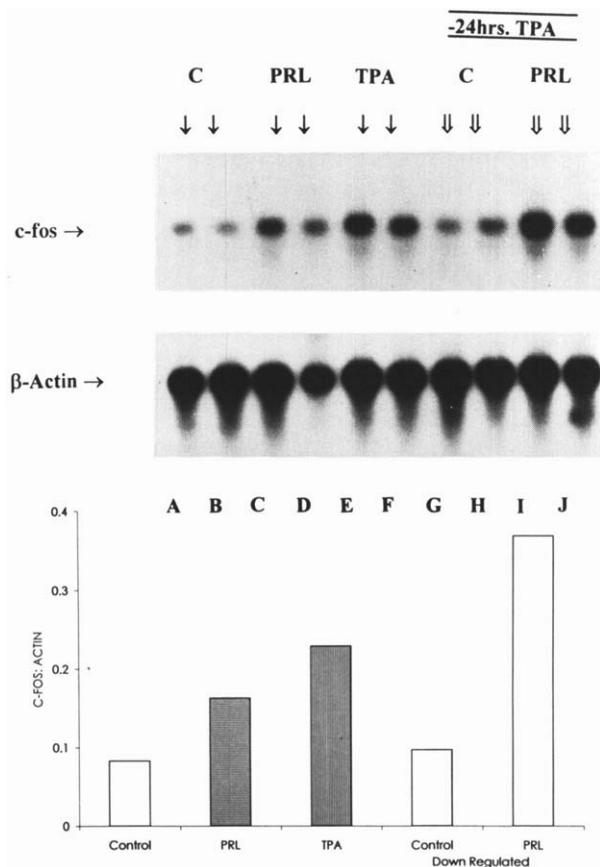 -24hrs. TPA
C PRL TPA C PRL
↓ ↓ ↓ ↓ ↓ ↓ ⇓ ⇓ ⇓ ⇓
c-fos →
β-Actin →
A B C D E F G H I J
0.4
0.3
0.2
0.1
0
C-FOS: ACTIN
Control PRL TPA Control PRL
Down Regulated